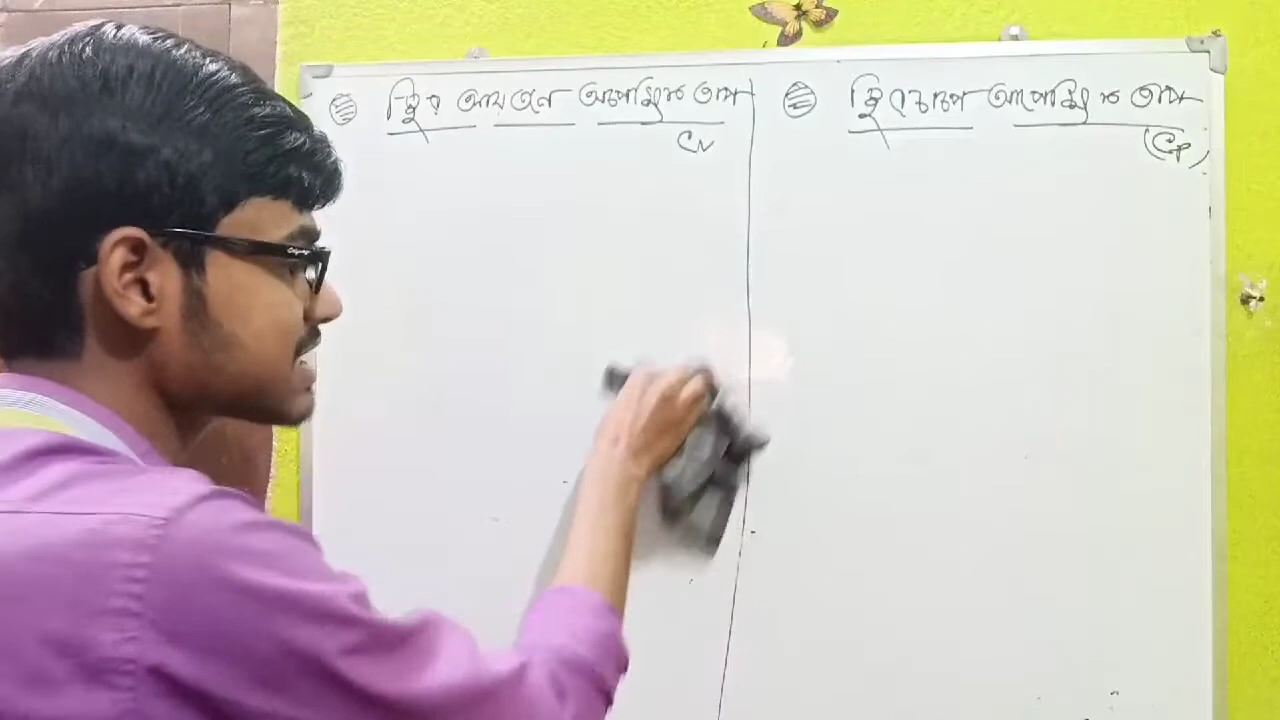 স্থির আয়তনে আপেক্ষিক তাপ
Cv
স্থির চাপে আপেক্ষিক তাপ
(Cp)